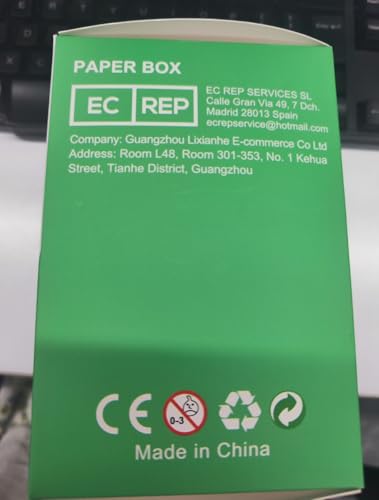 PAPER BOX
EC REP
EC REP SERVICES SL
Calle Gran Via 49, 7 Dch.
Madrid 28013 Spain
ecrepservice@hotmail.com
Company: Guangzhou Lixianhe E-commerce Co Ltd
Address: Room L48, Room 301-353, No. 1 Kehua
Street, Tianhe District, Guangzhou
CE
0-3
Made in China